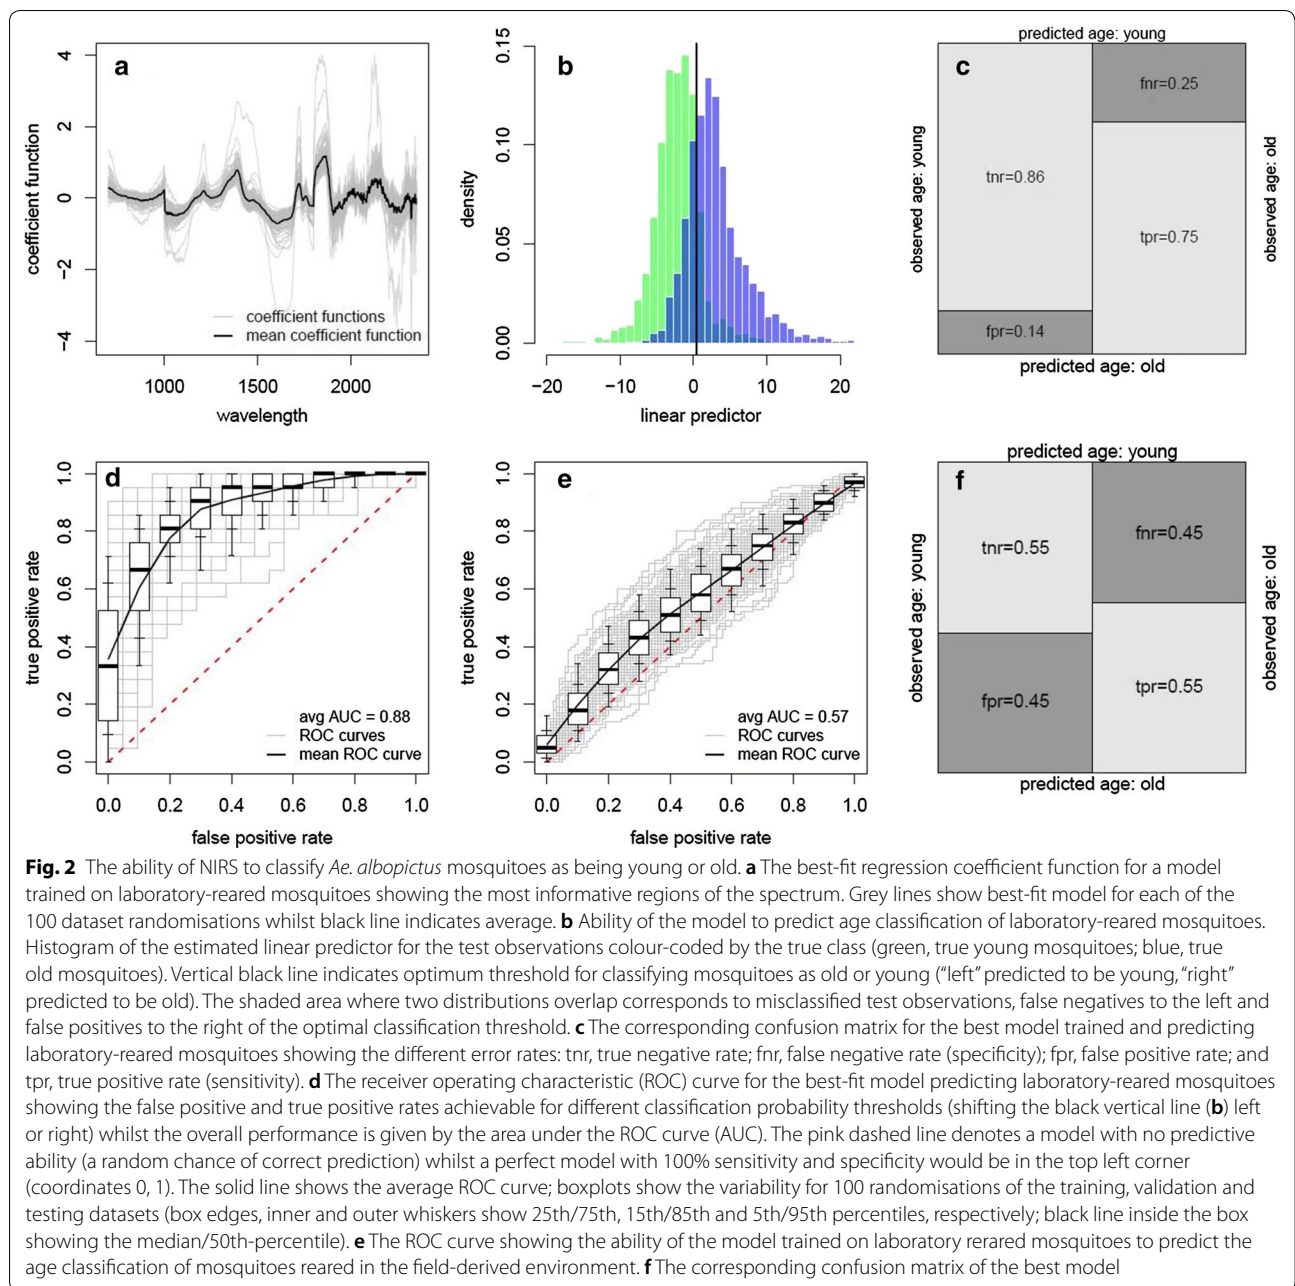 a
coefficient function
4
2
0
−2
−4
coefficient functions
mean coefficient function
1000 1500 2000
wavelength
b
density
0.15
0.10
0.05
0.00
−20 −10 0 10 20
linear predictor
predicted age: young
c
observed age: young
fnr=0.25
tnr=0.86
tpr=0.75
fpr=0.14
observed age: old
predicted age: old
d
true positive rate
1.0
0.8
0.6
0.4
0.2
0.0
avg AUC = 0.88
ROC curves
mean ROC curve
0.0 0.2 0.4 0.6 0.8 1.0
false positive rate
e
true positive rate
1.0
0.8
0.6
0.4
0.2
0.0
avg AUC = 0.57
ROC curves
mean ROC curve
0.0 0.2 0.4 0.6 0.8 1.0
false positive rate
predicted age: young
f
observed age: young
tnr=0.55
fnr=0.45
fpr=0.45
tpr=0.55
observed age: old
predicted age: old
Fig. 2 The ability of NIRS to classify Ae. albopictus mosquitoes as being young or old. a The best-fit regression coefficient function for a model
trained on laboratory-reared mosquitoes showing the most informative regions of the spectrum. Grey lines show best-fit model for each of the
100 dataset randomisations whilst black line indicates average. b Ability of the model to predict age classification of laboratory-reared mosquitoes.
Histogram of the estimated linear predictor for the test observations colour-coded by the true class (green, true young mosquitoes; blue, true
old mosquitoes). Vertical black line indicates optimum threshold for classifying mosquitoes as old or young (“left” predicted to be young, “right”
predicted to be old). The shaded area where two distributions overlap corresponds to misclassified test observations, false negatives to the left and
false positives to the right of the optimal classification threshold. c The corresponding confusion matrix for the best model trained and predicting
laboratory-reared mosquitoes showing the different error rates: tnr, true negative rate; fnr, false negative rate (specificity); fpr, false positive rate; and
tpr, true positive rate (sensitivity). d The receiver operating characteristic (ROC) curve for the best-fit model predicting laboratory-reared mosquitoes
showing the false positive and true positive rates achievable for different classification probability thresholds (shifting the black vertical line (b) left
or right) whilst the overall performance is given by the area under the ROC curve (AUC). The pink dashed line denotes a model with no predictive
ability (a random chance of correct prediction) whilst a perfect model with 100% sensitivity and specificity would be in the top left corner
(coordinates 0, 1). The solid line shows the average ROC curve; boxplots show the variability for 100 randomisations of the training, validation and
testing datasets (box edges, inner and outer whiskers show 25th/75th, 15th/85th and 5th/95th percentiles, respectively; black line inside the box
showing the median/50th-percentile). e The ROC curve showing the ability of the model trained on laboratory rerared mosquitoes to predict the
age classification of mosquitoes reared in the field-derived environment. f The corresponding confusion matrix of the best model